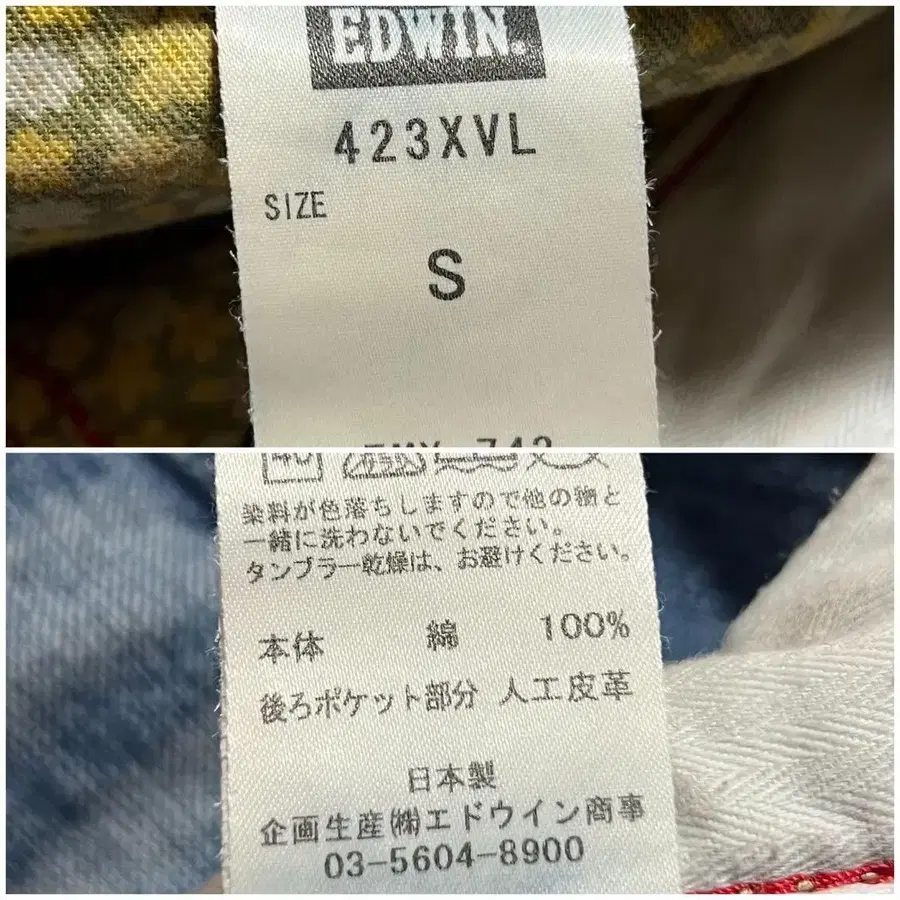 EDWIN.
423XVL
SIZE
S
染料が色落ちしますので他の物と
一緒に洗わないでください。
タンブラー乾燥は、お避けください。
本体 綿 100%
後ろポケット部分 人工皮革
日本製
企画生産㈱エドウイン商事
03-5604-8900